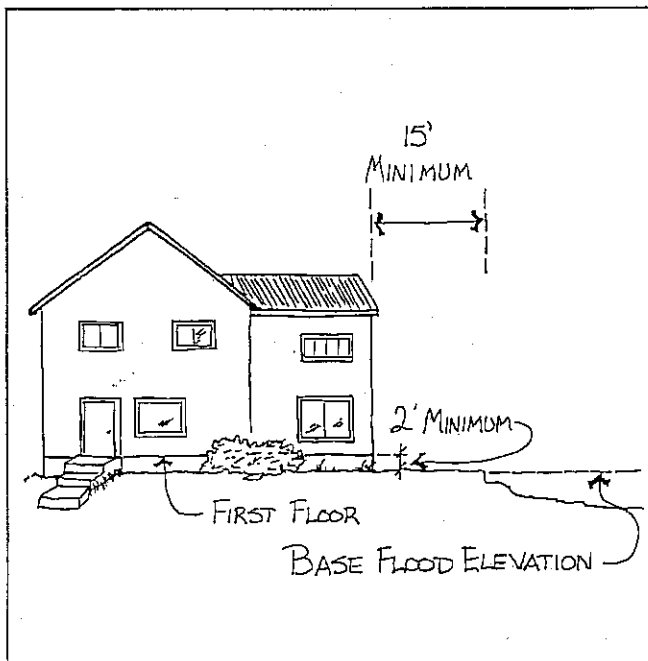 15'
MINIMUM
2' MINIMUM
FIRST FLOOR
BASE FLOOD ELEVATION